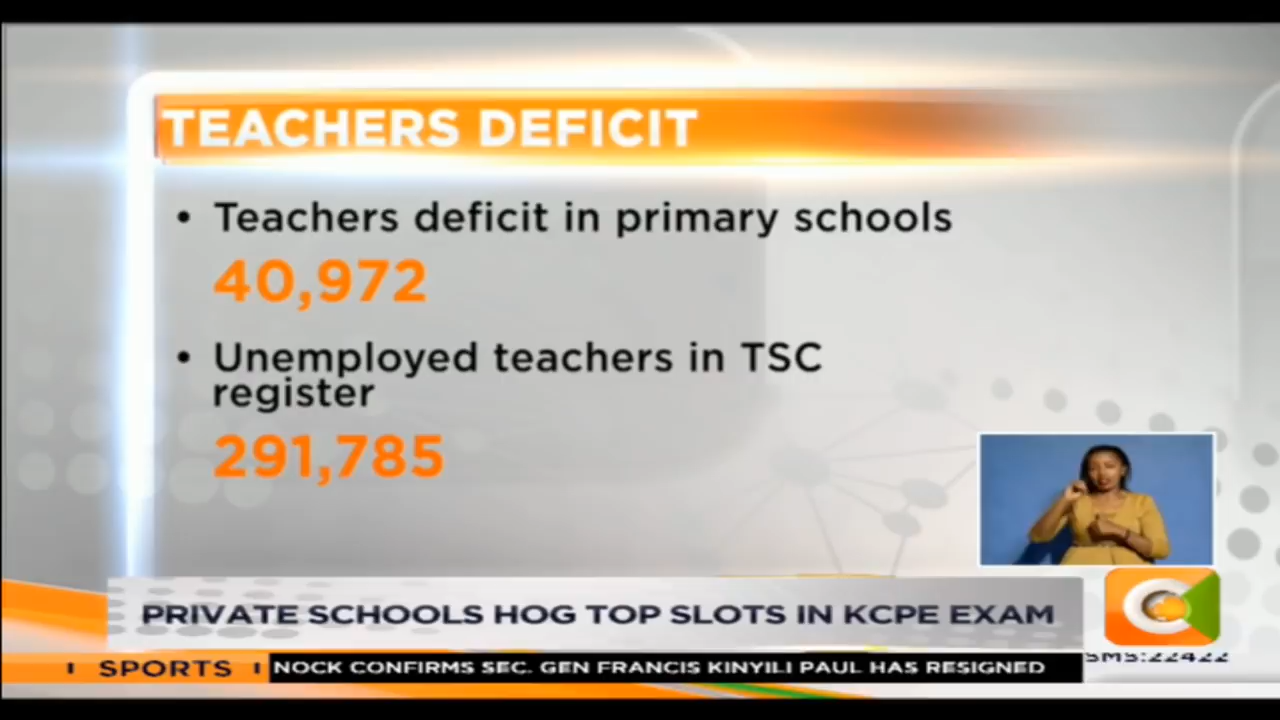 TEACHERS DEFICIT
• Teachers deficit in primary schools
40,972
• Unemployed teachers in TSC
register
291,785
PRIVATE SCHOOLS HOG TOP SLOTS IN KCPE EXAM
SPORTS
NOCK CONFIRMS SEC. GEN FRANCIS KINYILI PAUL HAS RESIGNED
SMS:22422